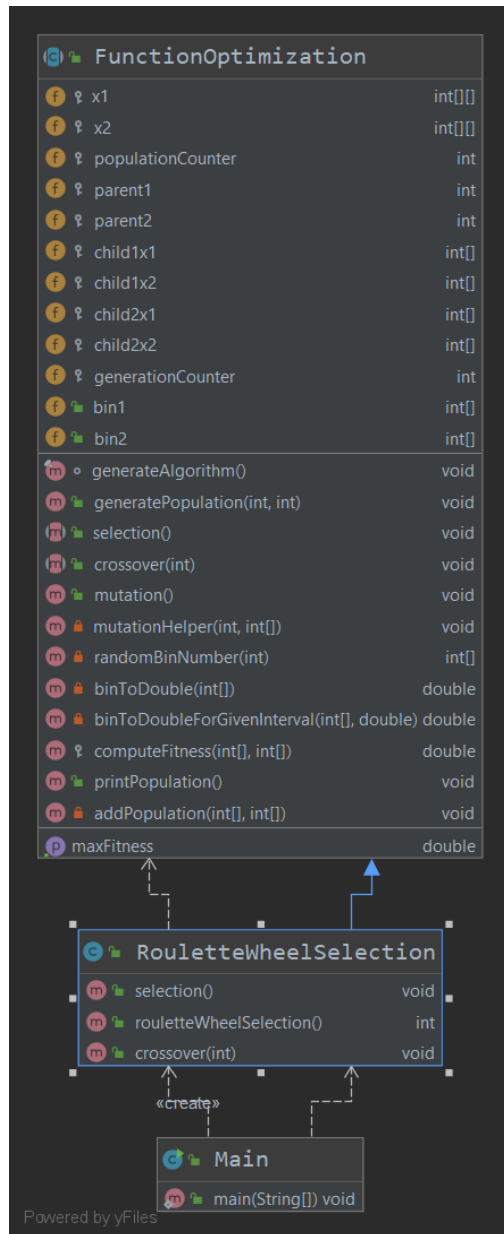 FunctionOptimization
x1 int[][]
x2 int[][]
populationCounter int
parent1 int
parent2 int
child1x1 int[]
child1x2 int[]
child2x1 int[]
child2x2 int[]
generationCounter int
bin1 int[]
bin2 int[]
generateAlgorithm() void
generatePopulation(int, int) void
selection() void
crossover(int) void
mutation() void
mutationHelper(int, int[]) void
randomBinNumber(int) int[]
binToDouble(int[]) double
binToDoubleForGivenInterval(int[], double) double
computeFitness(int[], int[]) double
printPopulation() void
addPopulation(int[], int[]) void
maxFitness double
RouletteWheelSelection
selection() void
rouletteWheelSelection() int
crossover(int) void
«create»
Main
main(String[]) void
Powered by yFiles